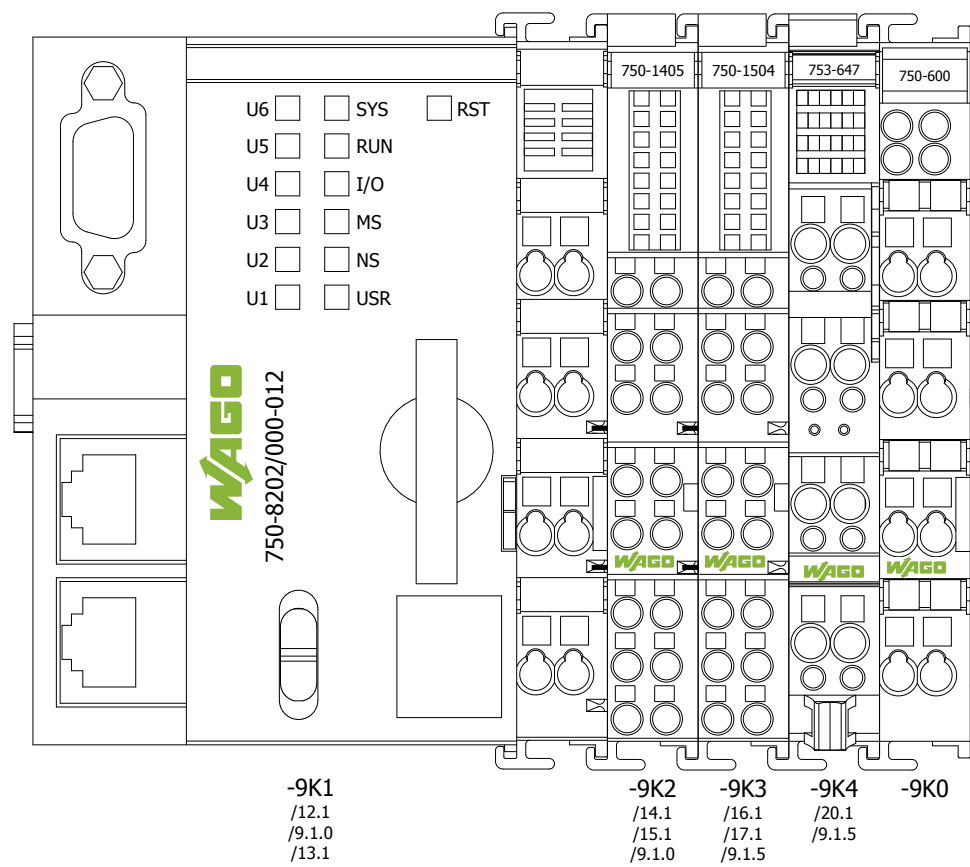 750-1405 750-1504 753-647 750-600
U6 SYS RST
U5 RUN
U4 I/O
U3 MS
U2 NS
U1 USR
WAGO
750-8202/000-012
WAGO WAGO WAGO WAGO
-9K1 -9K2 -9K3 -9K4 -9K0
/12.1 /14.1 /16.1 /20.1
/9.1.0 /15.1 /17.1 /9.1.5
/13.1 /9.1.0 /9.1.5